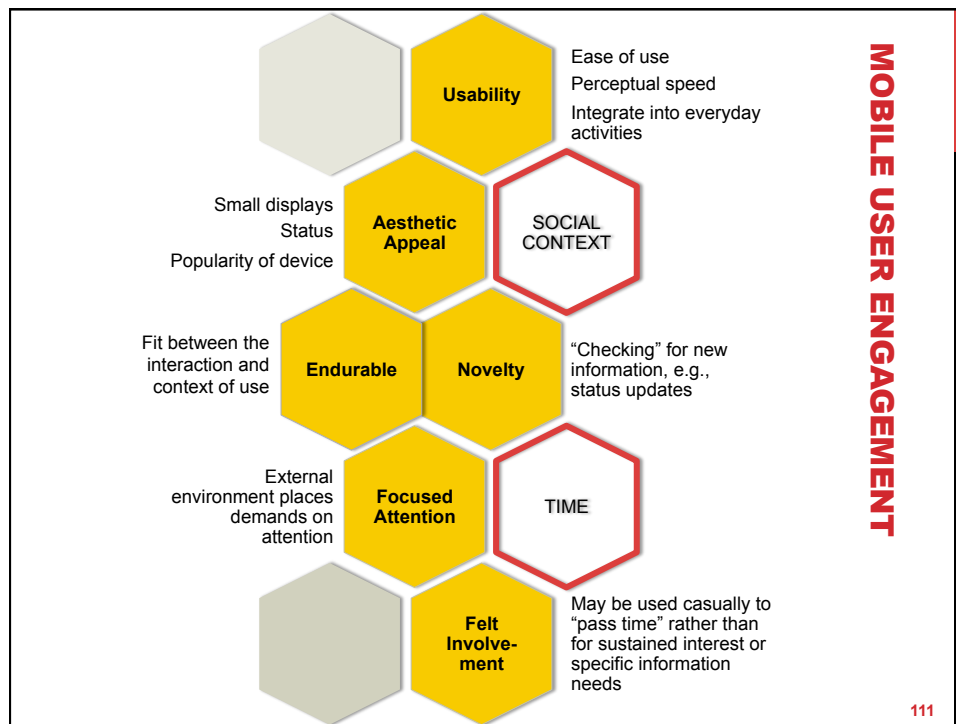 MOBILE USER ENGAGEMENT
Usability
Ease of use
Perceptual speed
Integrate into everyday
activities
Small displays
Status
Popularity of device
Aesthetic
Appeal
SOCIAL
CONTEXT
Fit between the
interaction and
context of use
Endurable
Novelty
“Checking” for new
information, e.g.,
status updates
External
environment places
demands on
attention
Focused
Attention
TIME
Felt
Involve-
ment
May be used casually to
“pass time” rather than
for sustained interest or
specific information
needs
111